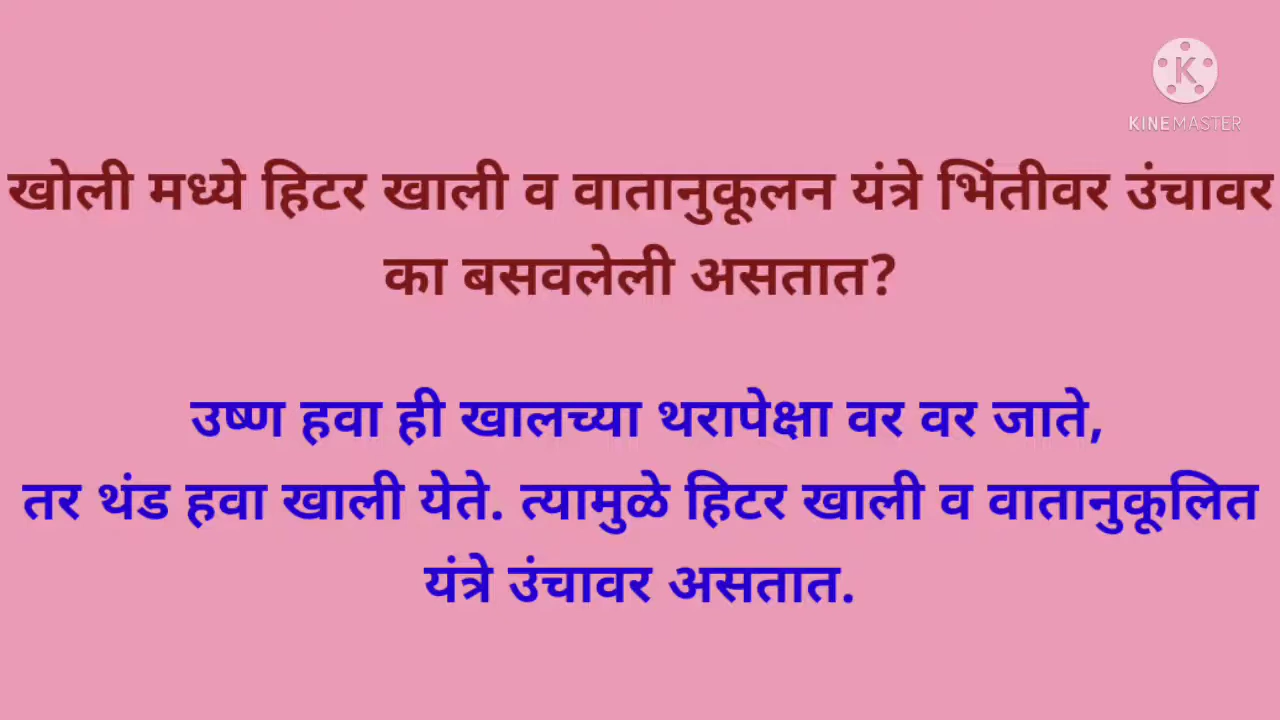 K
KINEMASTER
खोली मध्ये हिटर खाली व वातानुकूलन यंत्रे भिंतीवर उंचावर
का बसवलेली असतात?
उष्ण हवा ही खालच्या थरापेक्षा वर वर जाते,
तर थंड हवा खाली येते. त्यामुळे हिटर खाली व वातानुकूलित
यंत्रे उंचावर असतात.